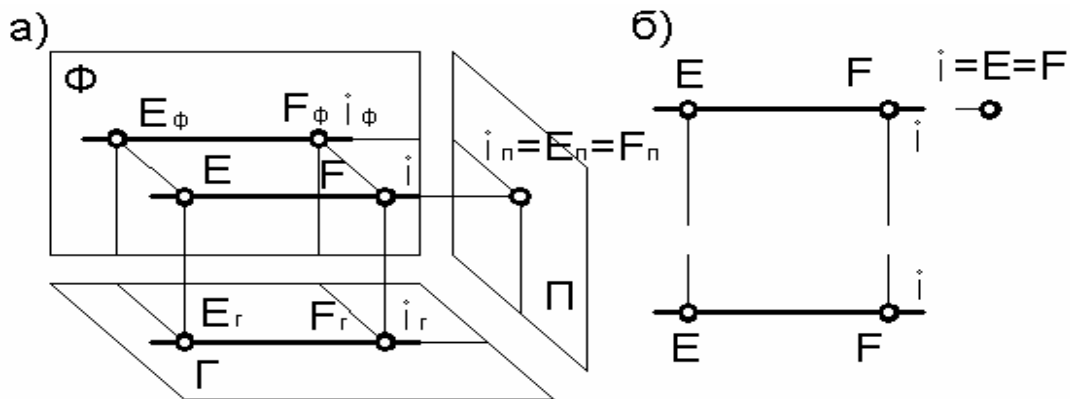 а)
Ф
Eф Fф iф
E F i
iп=Eп=Fп
П
Eг Fг iг
Г
б)
E F i=E=F
i
i
E F